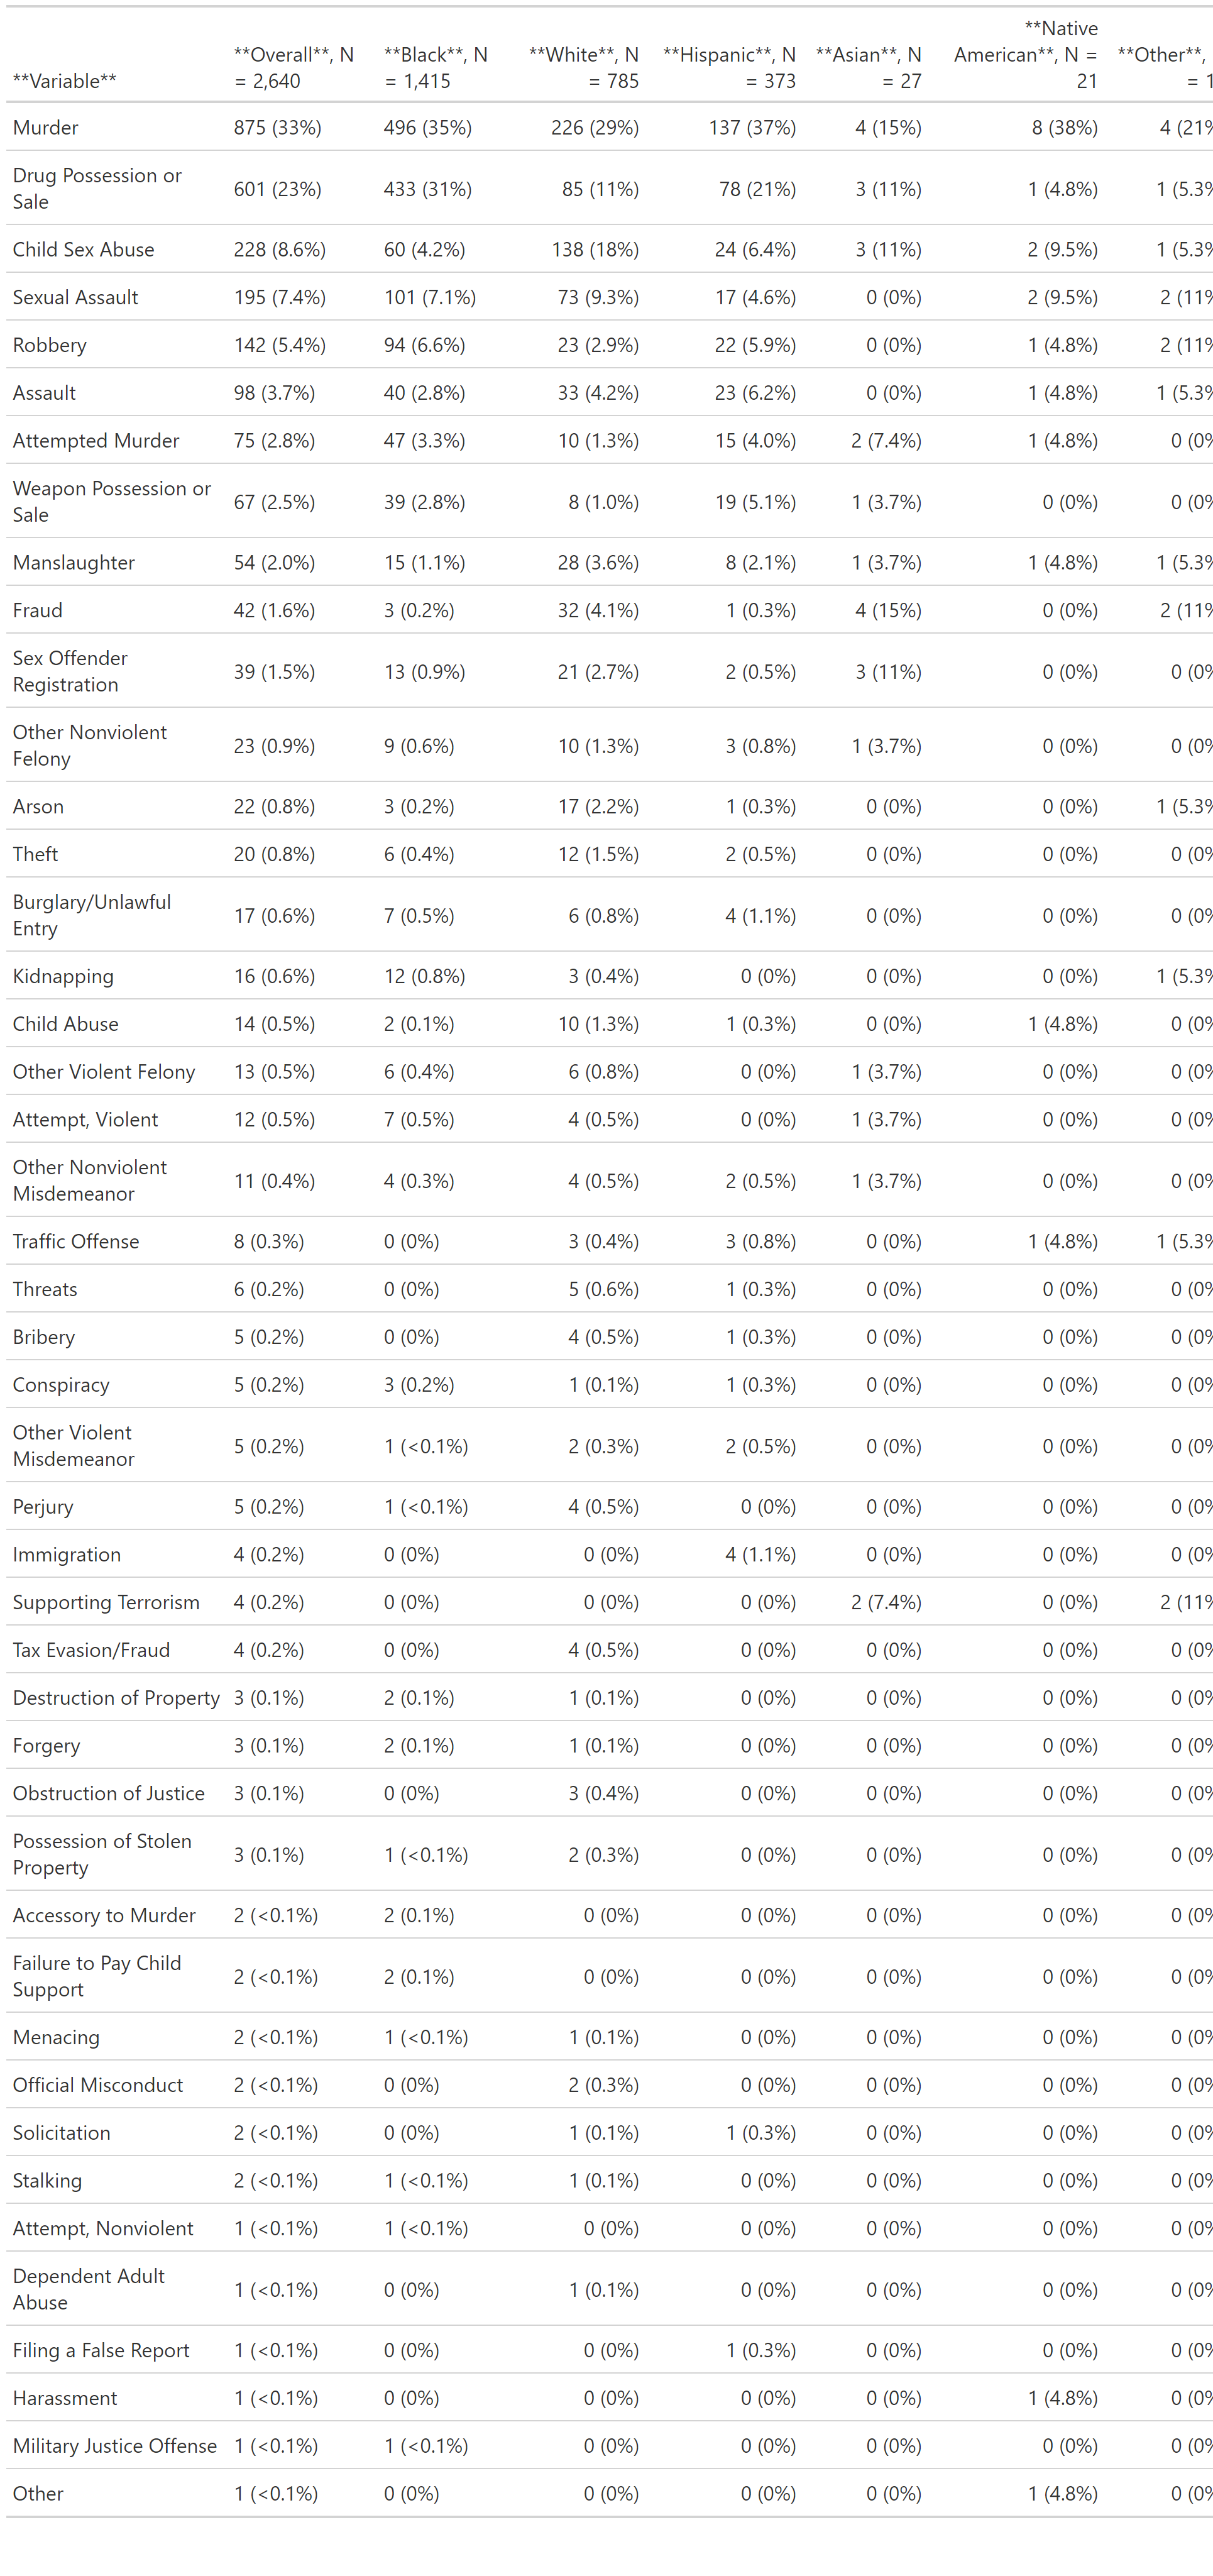 **Variable** **Overall**, N = 2,640 **Black**, N = 1,415 **White**, N = 785 **Hispanic**, N = 373 **Asian**, N = 27 **Native American**, N = 21 **Other**, = 1
Murder 875 (33%) 496 (35%) 226 (29%) 137 (37%) 4 (15%) 8 (38%) 4 (21%
Drug Possession or Sale 601 (23%) 433 (31%) 85 (11%) 78 (21%) 3 (11%) 1 (4.8%) 1 (5.3%
Child Sex Abuse 228 (8.6%) 60 (4.2%) 138 (18%) 24 (6.4%) 3 (11%) 2 (9.5%) 1 (5.3%
Sexual Assault 195 (7.4%) 101 (7.1%) 73 (9.3%) 17 (4.6%) 0 (0%) 2 (9.5%) 2 (11%
Robbery 142 (5.4%) 94 (6.6%) 23 (2.9%) 22 (5.9%) 0 (0%) 1 (4.8%) 2 (11%
Assault 98 (3.7%) 40 (2.8%) 33 (4.2%) 23 (6.2%) 0 (0%) 1 (4.8%) 1 (5.3%
Attempted Murder 75 (2.8%) 47 (3.3%) 10 (1.3%) 15 (4.0%) 2 (7.4%) 1 (4.8%) 0 (0%
Weapon Possession or Sale 67 (2.5%) 39 (2.8%) 8 (1.0%) 19 (5.1%) 1 (3.7%) 0 (0%) 0 (0%
Manslaughter 54 (2.0%) 15 (1.1%) 28 (3.6%) 8 (2.1%) 1 (3.7%) 1 (4.8%) 1 (5.3%
Fraud 42 (1.6%) 3 (0.2%) 32 (4.1%) 1 (0.3%) 4 (15%) 0 (0%) 2 (11%
Sex Offender Registration 39 (1.5%) 13 (0.9%) 21 (2.7%) 2 (0.5%) 3 (11%) 0 (0%) 0 (0%
Other Nonviolent Felony 23 (0.9%) 9 (0.6%) 10 (1.3%) 3 (0.8%) 1 (3.7%) 0 (0%) 0 (0%
Arson 22 (0.8%) 3 (0.2%) 17 (2.2%) 1 (0.3%) 0 (0%) 0 (0%) 1 (5.3%
Theft 20 (0.8%) 6 (0.4%) 12 (1.5%) 2 (0.5%) 0 (0%) 0 (0%) 0 (0%
Burglary/Unlawful Entry 17 (0.6%) 7 (0.5%) 6 (0.8%) 4 (1.1%) 0 (0%) 0 (0%) 0 (0%
Kidnapping 16 (0.6%) 12 (0.8%) 3 (0.4%) 0 (0%) 0 (0%) 0 (0%) 1 (5.3%
Child Abuse 14 (0.5%) 2 (0.1%) 10 (1.3%) 1 (0.3%) 0 (0%) 1 (4.8%) 0 (0%
Other Violent Felony 13 (0.5%) 6 (0.4%) 6 (0.8%) 0 (0%) 1 (3.7%) 0 (0%) 0 (0%
Attempt, Violent 12 (0.5%) 7 (0.5%) 4 (0.5%) 0 (0%) 1 (3.7%) 0 (0%) 0 (0%
Other Nonviolent Misdemeanor 11 (0.4%) 4 (0.3%) 4 (0.5%) 2 (0.5%) 1 (3.7%) 0 (0%) 0 (0%
Traffic Offense 8 (0.3%) 0 (0%) 3 (0.4%) 3 (0.8%) 0 (0%) 1 (4.8%) 1 (5.3%
Threats 6 (0.2%) 0 (0%) 5 (0.6%) 1 (0.3%) 0 (0%) 0 (0%) 0 (0%
Bribery 5 (0.2%) 0 (0%) 4 (0.5%) 1 (0.3%) 0 (0%) 0 (0%) 0 (0%
Conspiracy 5 (0.2%) 3 (0.2%) 1 (0.1%) 1 (0.3%) 0 (0%) 0 (0%) 0 (0%
Other Violent Misdemeanor 5 (0.2%) 1 (<0.1%) 2 (0.3%) 2 (0.5%) 0 (0%) 0 (0%) 0 (0%
Perjury 5 (0.2%) 1 (<0.1%) 4 (0.5%) 0 (0%) 0 (0%) 0 (0%) 0 (0%
Immigration 4 (0.2%) 0 (0%) 0 (0%) 4 (1.1%) 0 (0%) 0 (0%) 0 (0%
Supporting Terrorism 4 (0.2%) 0 (0%) 0 (0%) 0 (0%) 2 (7.4%) 0 (0%) 2 (11%
Tax Evasion/Fraud 4 (0.2%) 0 (0%) 4 (0.5%) 0 (0%) 0 (0%) 0 (0%) 0 (0%
Destruction of Property 3 (0.1%) 2 (0.1%) 1 (0.1%) 0 (0%) 0 (0%) 0 (0%) 0 (0%
Forgery 3 (0.1%) 2 (0.1%) 1 (0.1%) 0 (0%) 0 (0%) 0 (0%) 0 (0%
Obstruction of Justice 3 (0.1%) 0 (0%) 3 (0.4%) 0 (0%) 0 (0%) 0 (0%) 0 (0%
Possession of Stolen Property 3 (0.1%) 1 (<0.1%) 2 (0.3%) 0 (0%) 0 (0%) 0 (0%) 0 (0%
Accessory to Murder 2 (<0.1%) 2 (0.1%) 0 (0%) 0 (0%) 0 (0%) 0 (0%) 0 (0%
Failure to Pay Child Support 2 (<0.1%) 2 (0.1%) 0 (0%) 0 (0%) 0 (0%) 0 (0%) 0 (0%
Menacing 2 (<0.1%) 1 (<0.1%) 1 (0.1%) 0 (0%) 0 (0%) 0 (0%) 0 (0%
Official Misconduct 2 (<0.1%) 0 (0%) 2 (0.3%) 0 (0%) 0 (0%) 0 (0%) 0 (0%
Solicitation 2 (<0.1%) 0 (0%) 1 (0.1%) 1 (0.3%) 0 (0%) 0 (0%) 0 (0%
Stalking 2 (<0.1%) 1 (<0.1%) 1 (0.1%) 0 (0%) 0 (0%) 0 (0%) 0 (0%
Attempt, Nonviolent 1 (<0.1%) 1 (<0.1%) 0 (0%) 0 (0%) 0 (0%) 0 (0%) 0 (0%
Dependent Adult Abuse 1 (<0.1%) 0 (0%) 1 (0.1%) 0 (0%) 0 (0%) 0 (0%) 0 (0%
Filing a False Report 1 (<0.1%) 0 (0%) 0 (0%) 1 (0.3%) 0 (0%) 0 (0%) 0 (0%
Harassment 1 (<0.1%) 0 (0%) 0 (0%) 0 (0%) 0 (0%) 1 (4.8%) 0 (0%
Military Justice Offense 1 (<0.1%) 1 (<0.1%) 0 (0%) 0 (0%) 0 (0%) 0 (0%) 0 (0%
Other 1 (<0.1%) 0 (0%) 0 (0%) 0 (0%) 0 (0%) 1 (4.8%) 0 (0%